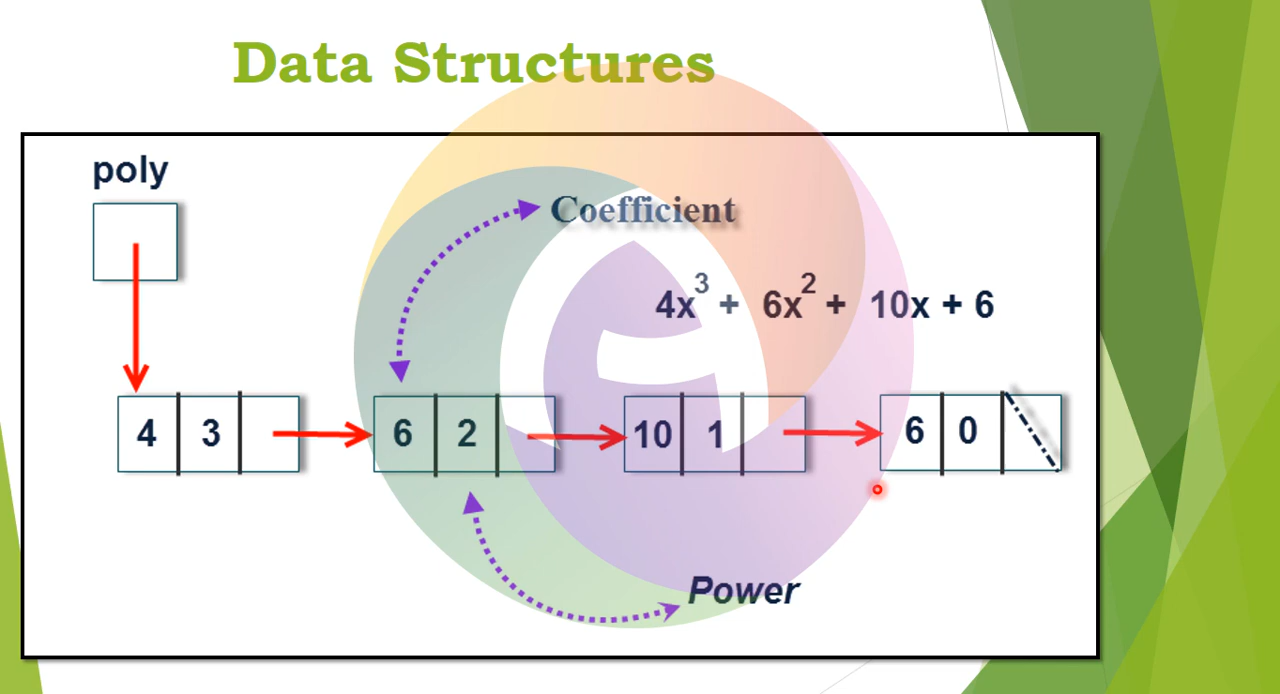 Data Structures
poly
Coefficient
4x³ + 6x² + 10x + 6
4 3 6 2 10 1 6 0
Power